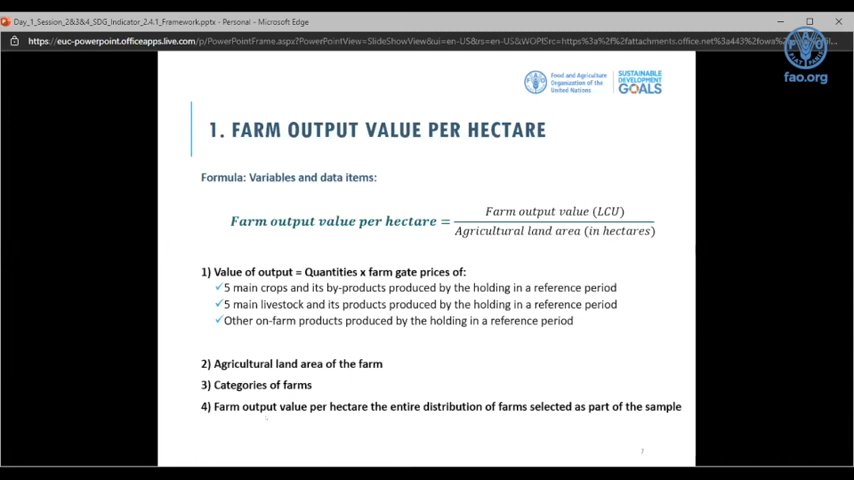 Day_1_Session_2&3&4_SDG_Indicator_2.4.1_Framework.pptx - Personal - Microsoft Edge
https://euc-powerpoint.officeapps.live.com/p/PowerPointFrame.aspx?PowerPointView=SlideShowView&ui=en-US&rs=en-US&WOPISrc=https%3a%2f%2fattachments.office.net%3a443%2fowa%2
fao.org
Food and Agriculture
Organization of the
United Nations
SUSTAINABLE
DEVELOPMENT
GOALS
1. FARM OUTPUT VALUE PER HECTARE
Formula: Variables and data items:
Farm output value per hectare = Farm output value (LCU)
Agricultural land area (in hectares)
1) Value of output = Quantities x farm gate prices of:
✓5 main crops and its by-products produced by the holding in a reference period
✓5 main livestock and its products produced by the holding in a reference period
✓Other on-farm products produced by the holding in a reference period
2) Agricultural land area of the farm
3) Categories of farms
4) Farm output value per hectare the entire distribution of farms selected as part of the sample